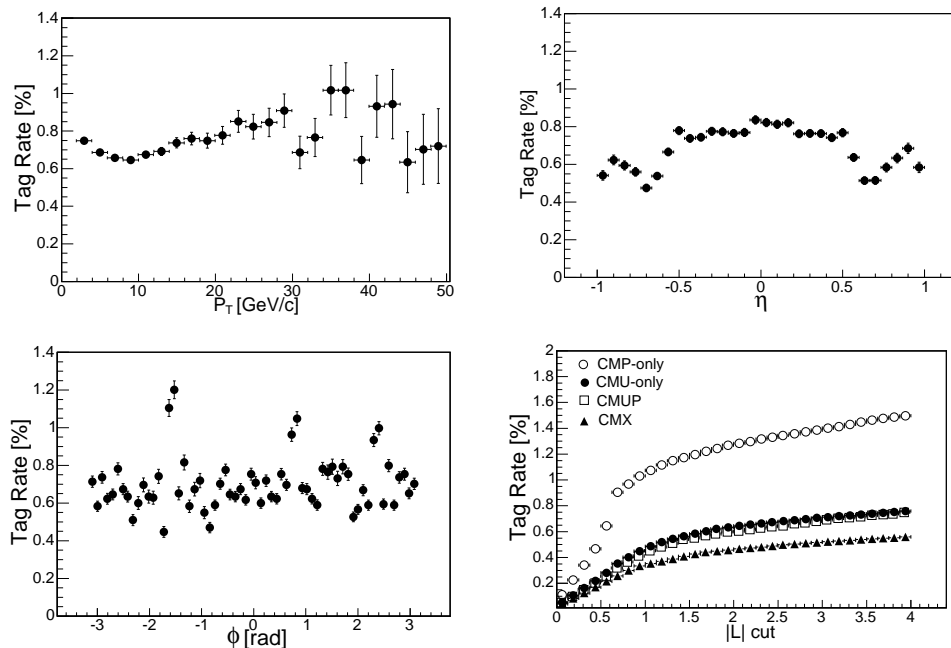 1.4
1.2
1
0.8
0.6
0.4
0.2
0
Tag Rate [%]
0 10 20 30 40 50
P_T [GeV/c]
1.4
1.2
1
0.8
0.6
0.4
0.2
0
Tag Rate [%]
-1 -0.5 0 0.5 1
η
1.4
1.2
1
0.8
0.6
0.4
0.2
0
Tag Rate [%]
-3 -2 -1 0 1 2 3
ϕ [rad]
2
1.8
1.6
1.4
1.2
1
0.8
0.6
0.4
0.2
Tag Rate [%]
CMP-only
CMU-only
CMUP
CMX
0 0.5 1 1.5 2 2.5 3 3.5 4
|L| cut